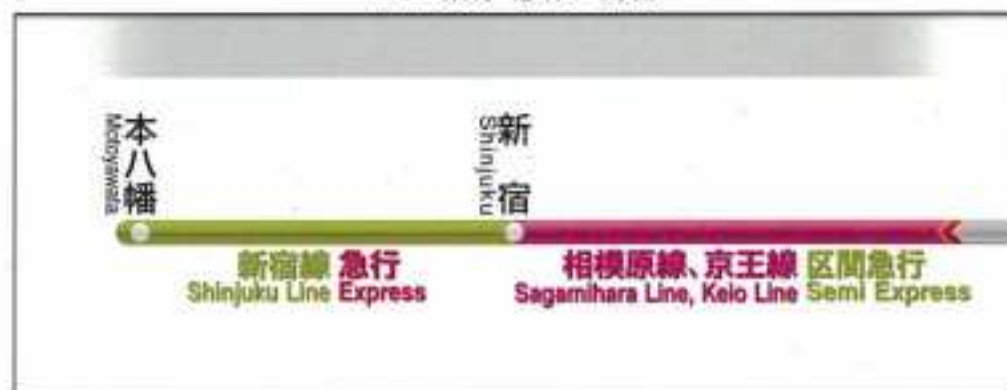 本八幡
Motoyawata
新宿
Shinjuku
新宿線 急行
Shinjuku Line Express
相模原線、京王線 区間急行
Sagamihara Line, Keio Line Semi Express